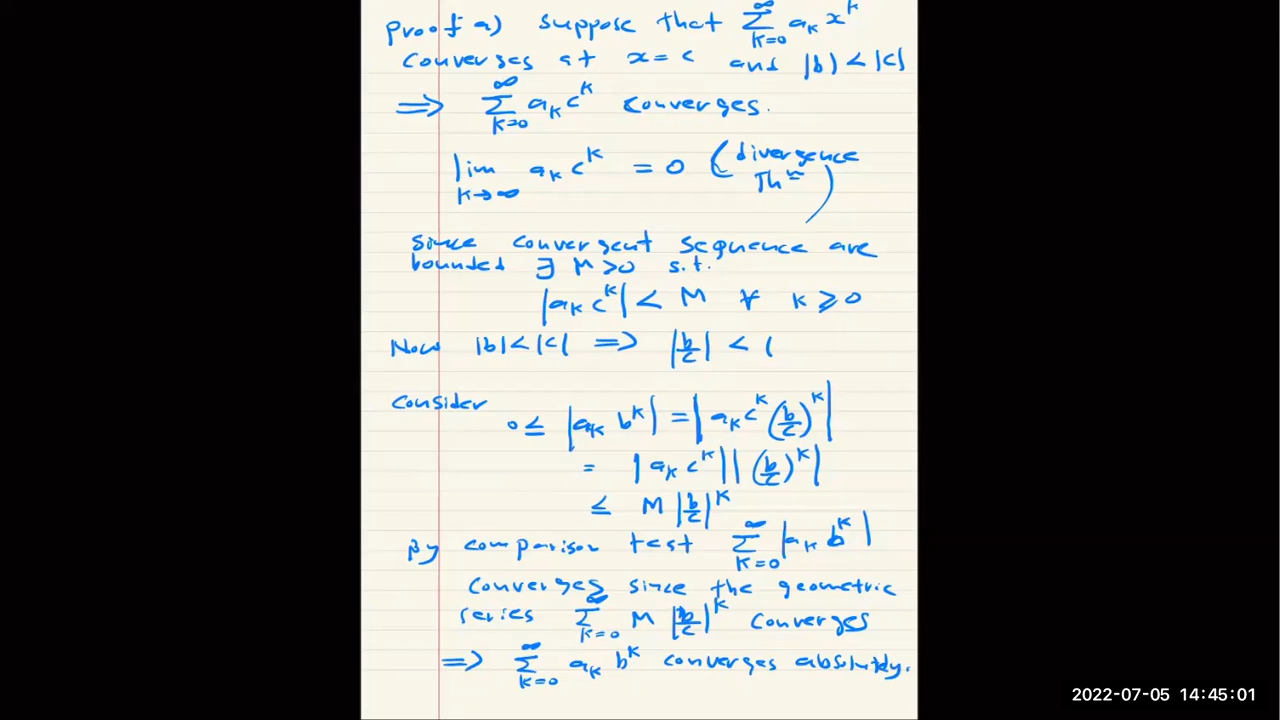 Proof a) suppose that ∑_{k=0}^{∞} a_k x^k
converges at x = c and |b| < |c|
⟹ ∑_{k=0}^{∞} a_k c^k converges.
lim_{k→∞} a_k c^k = 0 (divergence Th^m)
since convergent sequence are
bounded ∃ M > 0 s.t.
|a_k c^k| < M ∀ k ⩾ 0
Now |b| < |c| ⟹ |b/c| < 1
Consider
0 ≤ |a_k b^k| = |a_k c^k (b/c)^k|
= |a_k c^k| |(b/c)^k|
≤ M |b/c|^k
By comparison test ∑_{k=0}^{∞} |a_k b^k|
converges since the geometric
series ∑_{k=0}^{∞} M |b/c|^k converges
⟹ ∑_{k=0}^{∞} a_k b^k converges absolutely.
2022-07-05 14:45:01